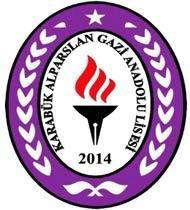 KARABÜK ALPARSLAN GAZİ ANADOLU LİSESİ
2014